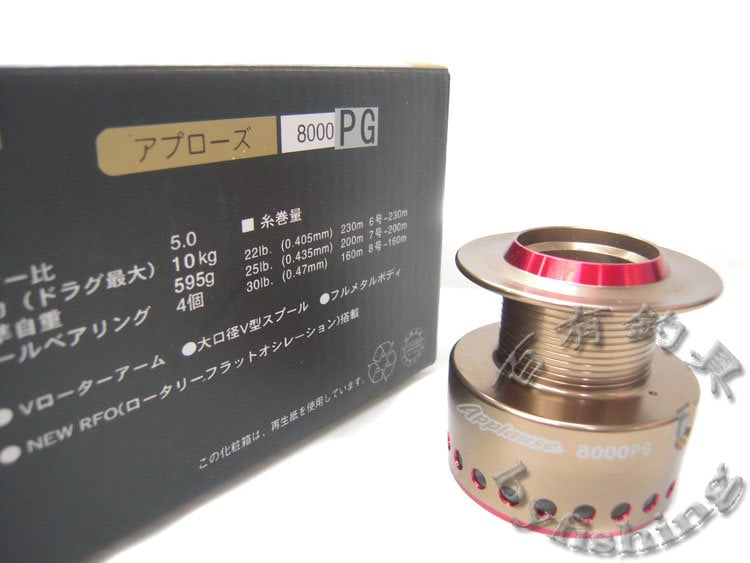 アプローズ 8000PG
ー比 5.0
(ドラグ最大) 10kg
自重 595g
ールベアリング 4個
■ 糸巻量
22lb. (0.405mm) 230m 6号-230m
25lb. (0.435mm) 200m 7号-200m
30lb. (0.47mm) 160m 8号-160m
●Vローターアーム ●大口径V型スプール ●フルメタルボディ
●NEW RFO(ロータリーフラットオシレーション)搭載
この化粧箱は、再生紙を使用しています。
Applause 8000PG
有釣具
byfishing